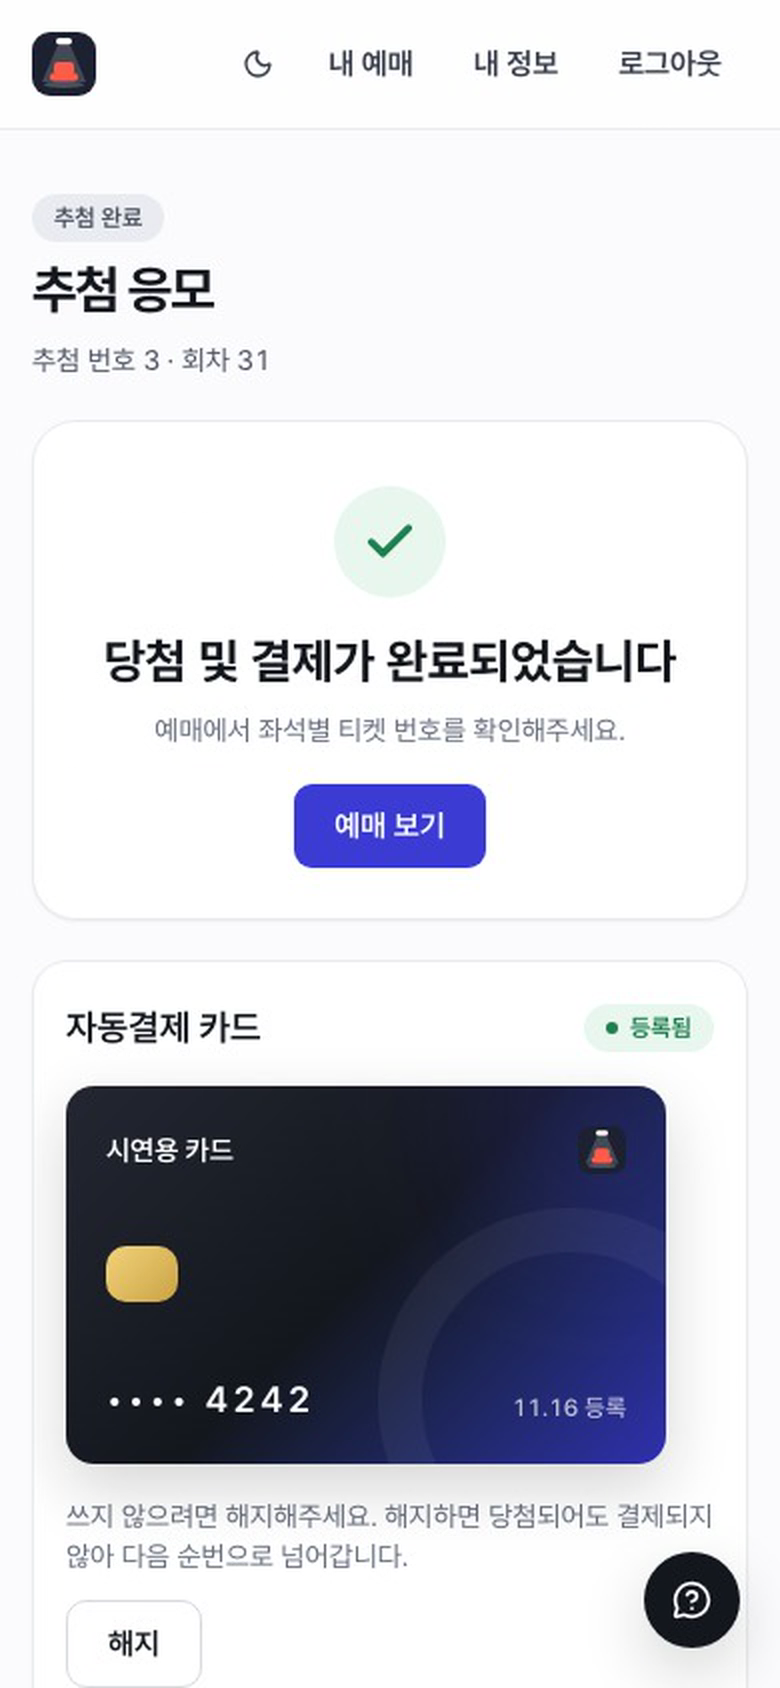 내 예매 내 정보 로그아웃
추첨 완료
추첨 응모
추첨 번호 3 · 회차 31
당첨 및 결제가 완료되었습니다
예매에서 좌석별 티켓 번호를 확인해주세요.
예매 보기
자동결제 카드
등록됨
시연용 카드
•••• 4242
11.16 등록
쓰지 않으려면 해지해주세요. 해지하면 당첨되어도 결제되지
않아 다음 순번으로 넘어갑니다.
해지